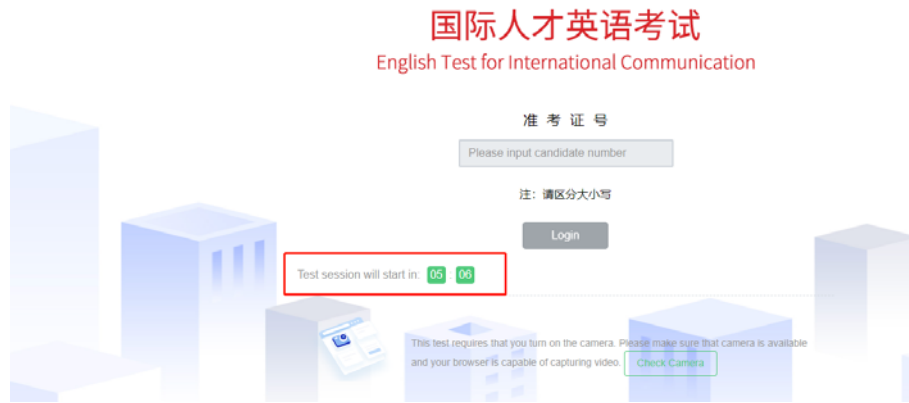 国际人才英语考试
English Test for International Communication
准 考 证 号
Please input candidate number
注：请区分大小写
Login
Test session will start in: 05 : 06
This test requires that you turn on the camera. Please make sure that camera is available
and your browser is capable of capturing video. Check Camera